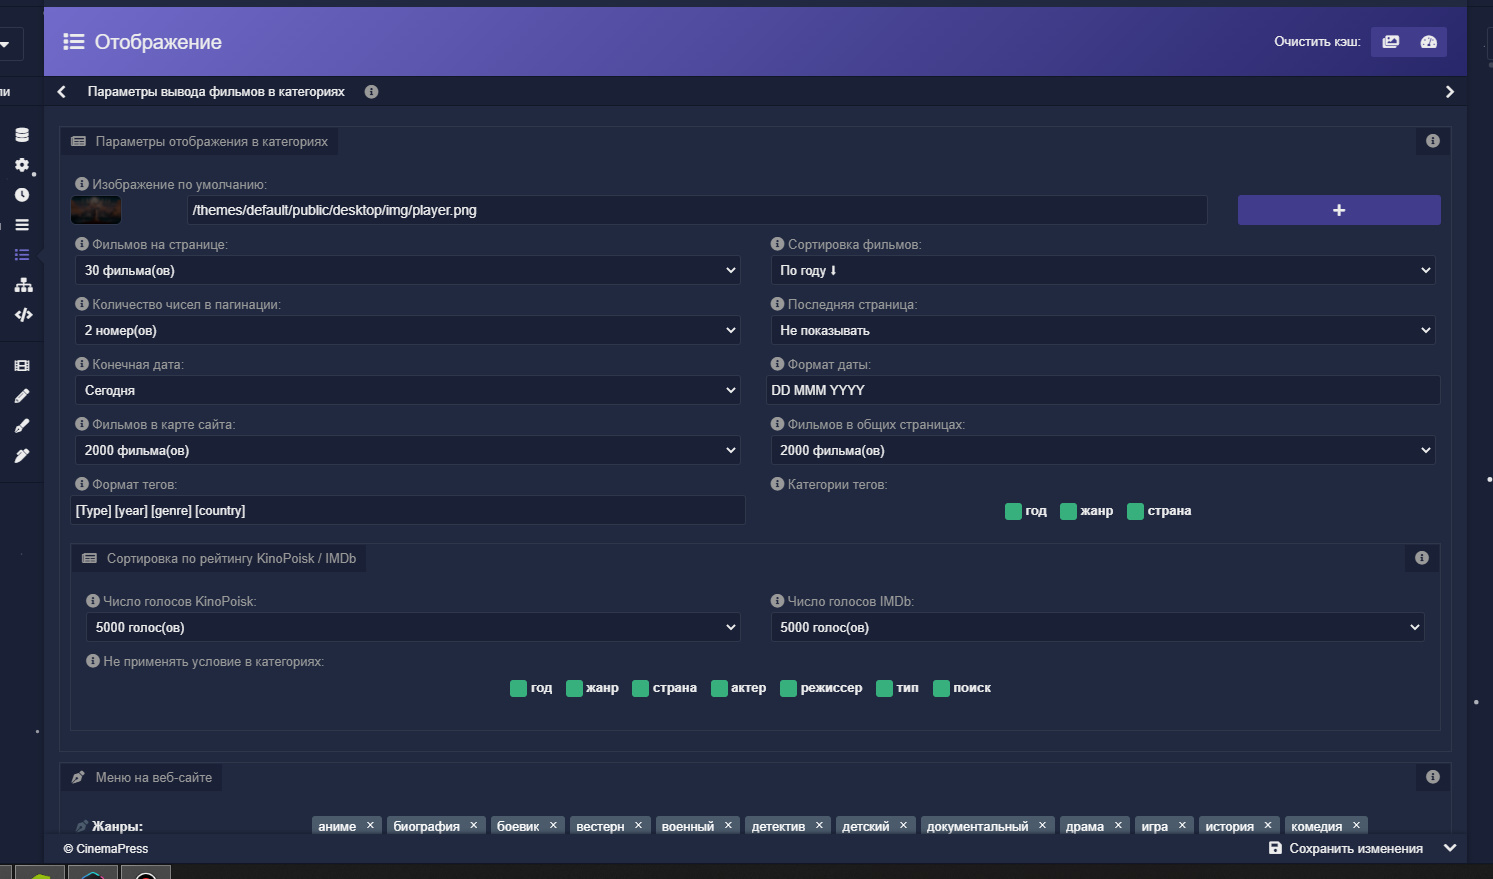 Отображение
Очистить кэш:
ли
Параметры вывода фильмов в категориях
Параметры отображения в категориях
Изображение по умолчанию:
/themes/default/public/desktop/img/player.png
+
Фильмов на странице:
Сортировка фильмов:
30 фильма(ов)
По году ⬇
Количество чисел в пагинации:
Последняя страница:
2 номер(ов)
Не показывать
Конечная дата:
Формат даты:
Сегодня
DD MMM YYYY
Фильмов в карте сайта:
Фильмов в общих страницах:
2000 фильма(ов)
2000 фильма(ов)
Формат тегов:
Категории тегов:
[Type] [year] [genre] [country]
год жанр страна
Сортировка по рейтингу KinoPoisk / IMDb
Число голосов KinoPoisk:
Число голосов IMDb:
5000 голос(ов)
5000 голос(ов)
Не применять условие в категориях:
год жанр страна актер режиссер тип поиск
Меню на веб-сайте
Жанры:
аниме × биография × боевик × вестерн × военный × детектив × детский × документальный × драма × игра × история × комедия ×
© CinemaPress
Сохранить изменения